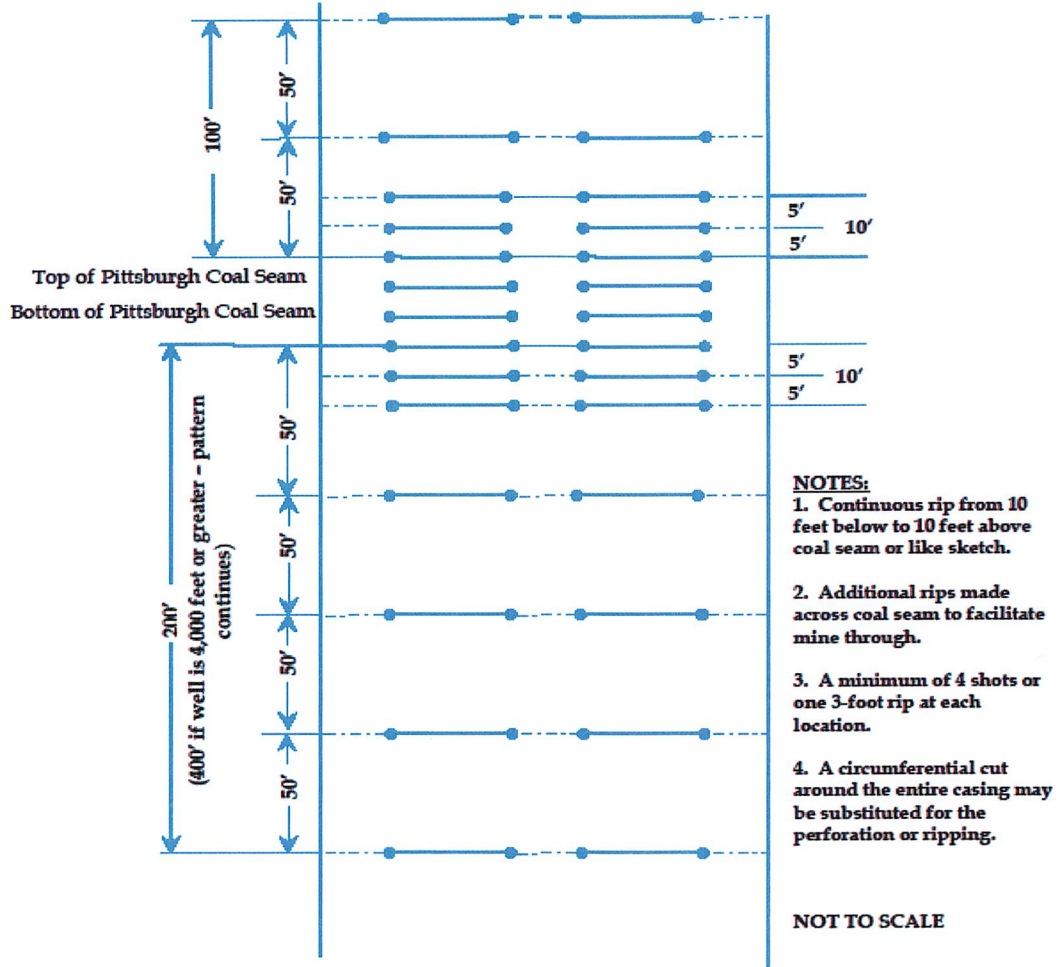 100'
50'
50'
5'
10'
5'
Top of Pittsburgh Coal Seam
Bottom of Pittsburgh Coal Seam
5'
10'
5'
200'
(400' if well is 4,000 feet or greater – pattern
continues)
50'
50'
50'
50'
NOTES:
1. Continuous rip from 10
feet below to 10 feet above
coal seam or like sketch.
2. Additional rips made
across coal seam to facilitate
mine through.
3. A minimum of 4 shots or
one 3-foot rip at each
location.
4. A circumferential cut
around the entire casing may
be substituted for the
perforation or ripping.
NOT TO SCALE